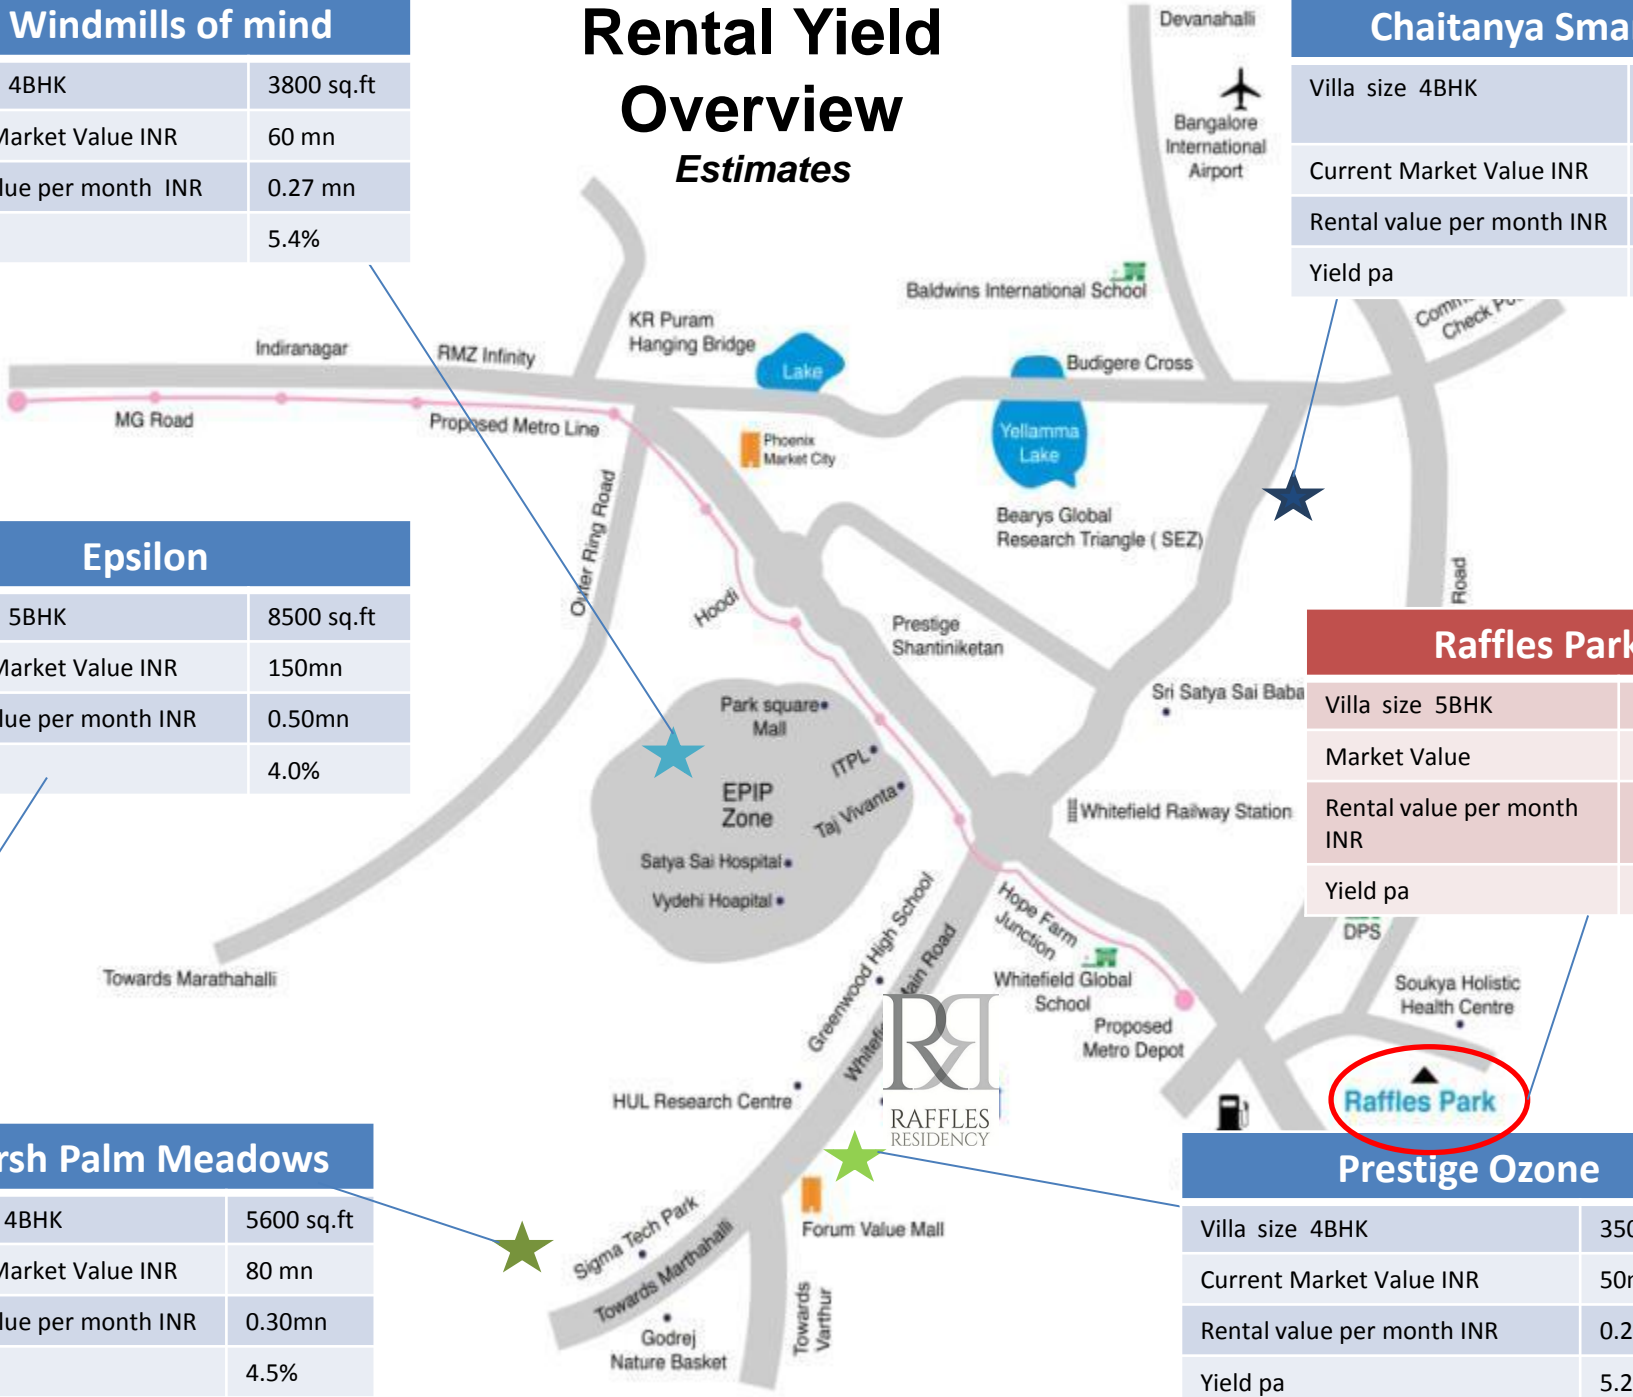 Rental Yield
Overview
Estimates
Windmills of mind
4BHK 3800 sq.ft
Market Value INR 60 mn
lue per month INR 0.27 mn
5.4%
Chaitanya Sma
Villa size 4BHK
Current Market Value INR
Rental value per month INR
Yield pa
Devanahalli
Bangalore
International
Airport
Baldwins International School
Check
KR Puram
Hanging Bridge
Lake
Budigere Cross
Indiranagar
RMZ Infinity
MG Road
Proposed Metro Line
Phoenix
Market City
Yellamma
Lake
Bearys Global
Research Triangle ( SEZ)
Outer Ring Road
Hoodi
Road
Epsilon
5BHK 8500 sq.ft
Market Value INR 150mn
lue per month INR 0.50mn
4.0%
Prestige
Shantiniketan
Sri Satya Sai Baba
Raffles Park
Villa size 5BHK
Market Value
Rental value per month
INR
Yield pa
Park square
Mall
ITPL
EPIP
Zone
Taj Vivanta
Satya Sai Hospital
Vydehi Hoapital
Whitefield Railway Station
Towards Marathahalli
Greenwood High School
Main Road
Hope Farm
Junction
Whitefield Global
School
Proposed
Metro Depot
DPS
Soukya Holistic
Health Centre
Raffles Park
HUL Research Centre
RR
RAFFLES
RESIDENCY
rsh Palm Meadows
4BHK 5600 sq.ft
Market Value INR 80 mn
lue per month INR 0.30mn
4.5%
Sigma Tech Park
Towards Marthahalli
Forum Value Mall
Godrej
Nature Basket
Towards
Varthur
Prestige Ozone
Villa size 4BHK 350
Current Market Value INR 50
Rental value per month INR 0.2
Yield pa 5.2